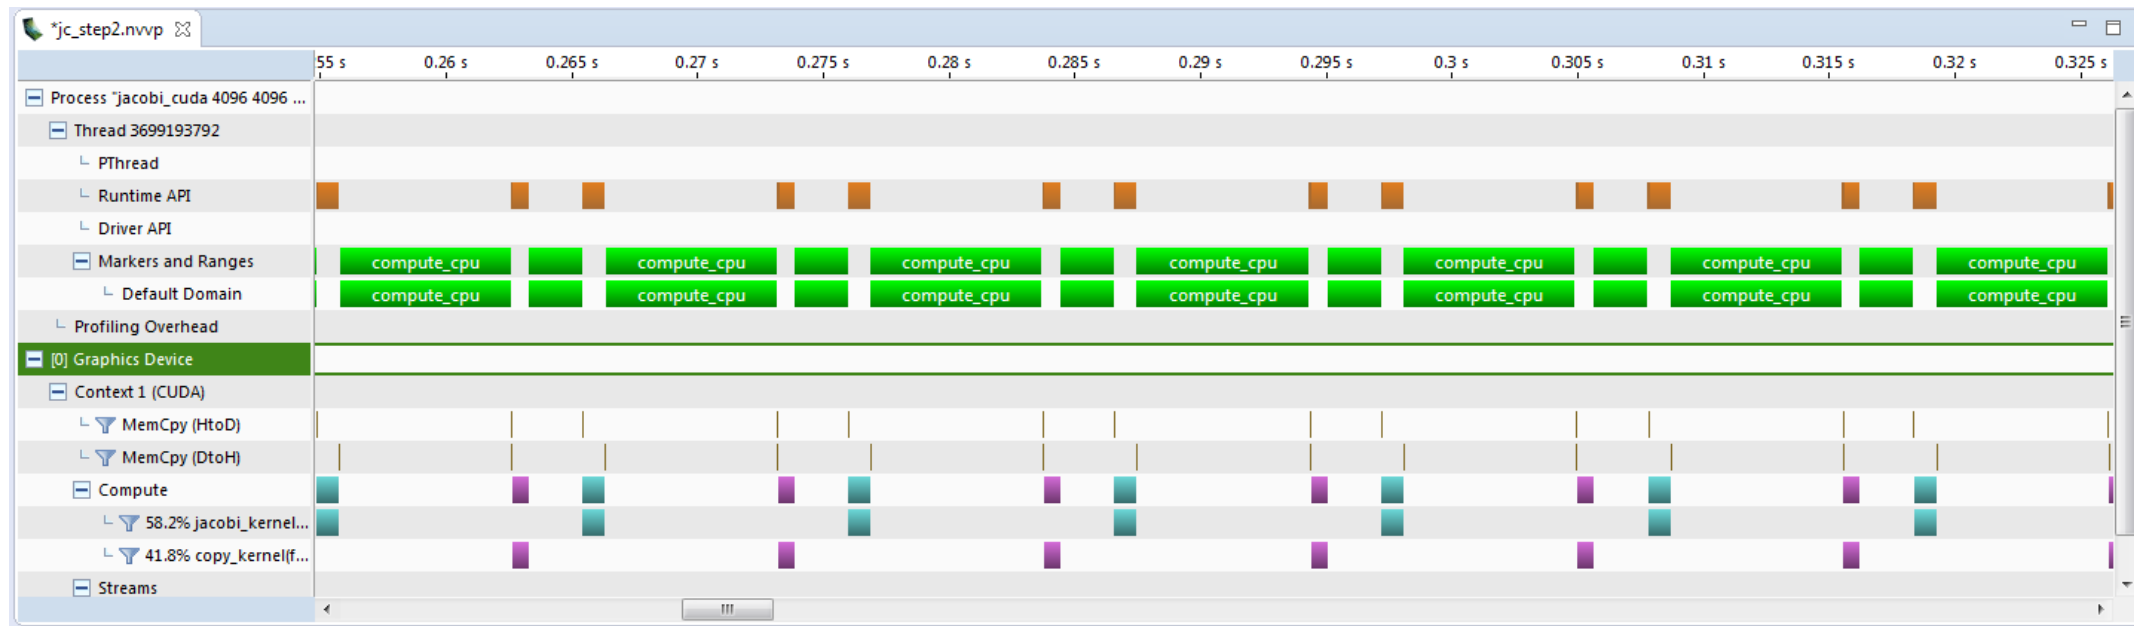 *jc_step2.nvvp
55 s 0.26 s 0.265 s 0.27 s 0.275 s 0.28 s 0.285 s 0.29 s 0.295 s 0.3 s 0.305 s 0.31 s 0.315 s 0.32 s 0.325 s
Process "jacobi_cuda 4096 4096 ...
Thread 3699193792
PThread
Runtime API
Driver API
Markers and Ranges compute_cpu compute_cpu compute_cpu compute_cpu compute_cpu compute_cpu compute_cpu
Default Domain compute_cpu compute_cpu compute_cpu compute_cpu compute_cpu compute_cpu compute_cpu
Profiling Overhead
[0] Graphics Device
Context 1 (CUDA)
MemCpy (HtoD)
MemCpy (DtoH)
Compute
58.2% jacobi_kernel...
41.8% copy_kernel(f...
Streams